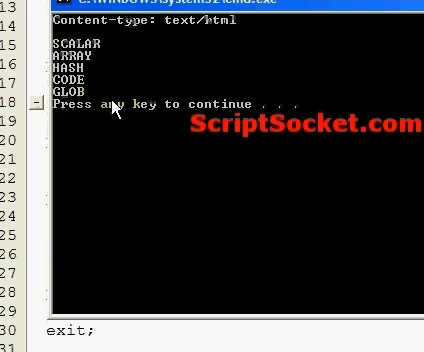 C:\WINDOWS\system32\cmd.exe
13
Content-type: text/html
14
15
SCALAR
ARRAY
16
HASH
17
CODE
GLOB
18
Press any key to continue . . .
19
ScriptSocket.com
20
21
22
23
24
25
26
27
28
29
30
exit;
31